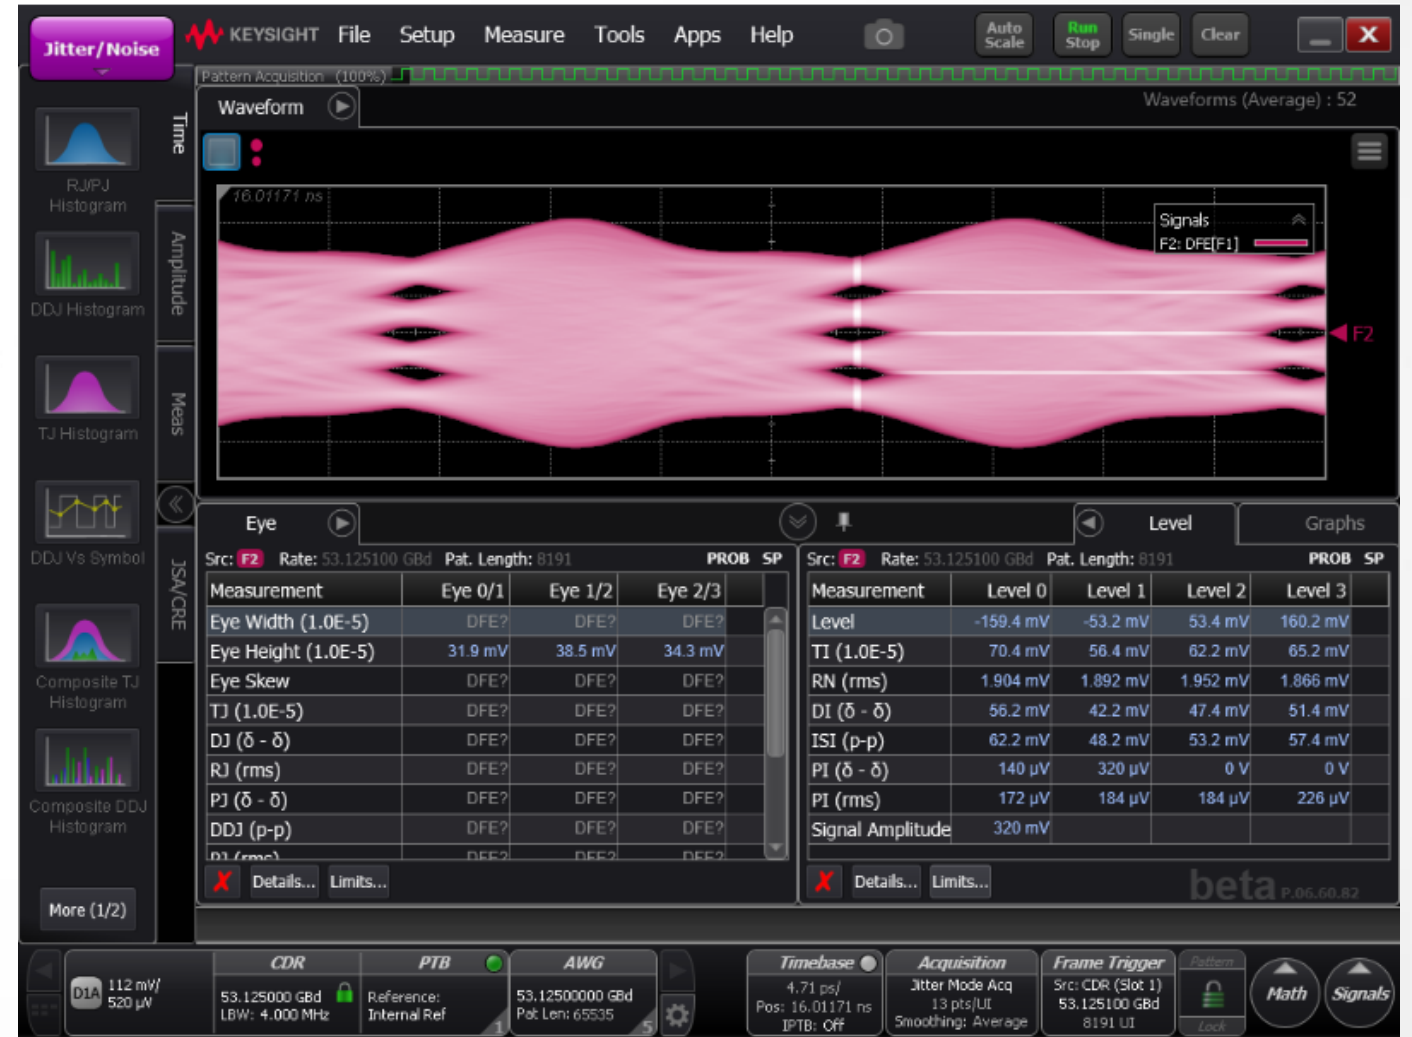 Jitter/Noise
KEYSIGHT File Setup Measure Tools Apps Help
Auto Scale
Run Stop
Single
Clear
X
Pattern Acquisition (100%)
Waveform
Waveforms (Average) : 52
Time
Amplitude
Meas
JSA/CRE
RJ/PJ
Histogram
DDJ Histogram
TJ Histogram
DDJ Vs Symbol
Composite TJ
Histogram
Composite DDJ
Histogram
More (1/2)
16.01171 ns
Signals
F2: DFE[F1]
F2
Eye
Src: F2 Rate: 53.125100 GBd Pat. Length: 8191 PROB SP
Measurement Eye 0/1 Eye 1/2 Eye 2/3
Eye Width (1.0E-5) DFE? DFE? DFE?
Eye Height (1.0E-5) 31.9 mV 38.5 mV 34.3 mV
Eye Skew DFE? DFE? DFE?
TJ (1.0E-5) DFE? DFE? DFE?
DJ (δ - δ) DFE? DFE? DFE?
RJ (rms) DFE? DFE? DFE?
PJ (δ - δ) DFE? DFE? DFE?
DDJ (p-p) DFE? DFE? DFE?
Details... Limits...
Level Graphs
Src: F2 Rate: 53.125100 GBd Pat. Length: 8191 PROB SP
Measurement Level 0 Level 1 Level 2 Level 3
Level -159.4 mV -53.2 mV 53.4 mV 160.2 mV
TI (1.0E-5) 70.4 mV 56.4 mV 62.2 mV 65.2 mV
RN (rms) 1.904 mV 1.892 mV 1.952 mV 1.866 mV
DI (δ - δ) 56.2 mV 42.2 mV 47.4 mV 51.4 mV
ISI (p-p) 62.2 mV 48.2 mV 53.2 mV 57.4 mV
PI (δ - δ) 140 µV 320 µV 0 V 0 V
PI (rms) 172 µV 184 µV 184 µV 226 µV
Signal Amplitude 320 mV
Details... Limits...
beta P.06.60.82
D1A
112 mV/
520 µV
CDR
53.125000 GBd
LBW: 4.000 MHz
PTB
Reference:
Internal Ref
1
AWG
53.12500000 GBd
Pat Len: 65535
5
Timebase
4.71 ps/
Pos: 16.01171 ns
IPTB: Off
Acquisition
Jitter Mode Acq
13 pts/UI
Smoothing: Average
Frame Trigger
Src: CDR (Slot 1)
53.125100 GBd
8191 UI
Pattern
Lock
Math
Signals